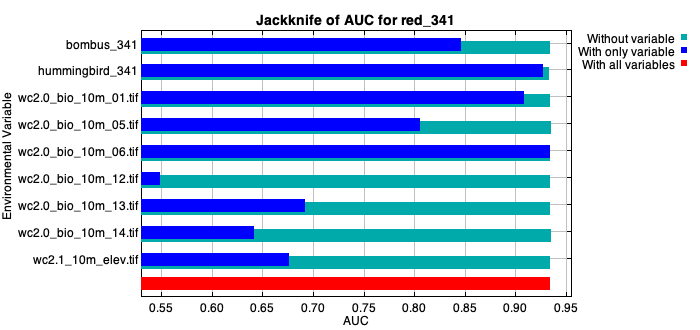 Jackknife of AUC for red_341
Without variable
With only variable
With all variables
Environmental Variable
bombus_341
hummingbird_341
wc2.0_bio_10m_01.tif
wc2.0_bio_10m_05.tif
wc2.0_bio_10m_06.tif
wc2.0_bio_10m_12.tif
wc2.0_bio_10m_13.tif
wc2.0_bio_10m_14.tif
wc2.1_10m_elev.tif
0.55 0.60 0.65 0.70 0.75 0.80 0.85 0.90 0.95
AUC